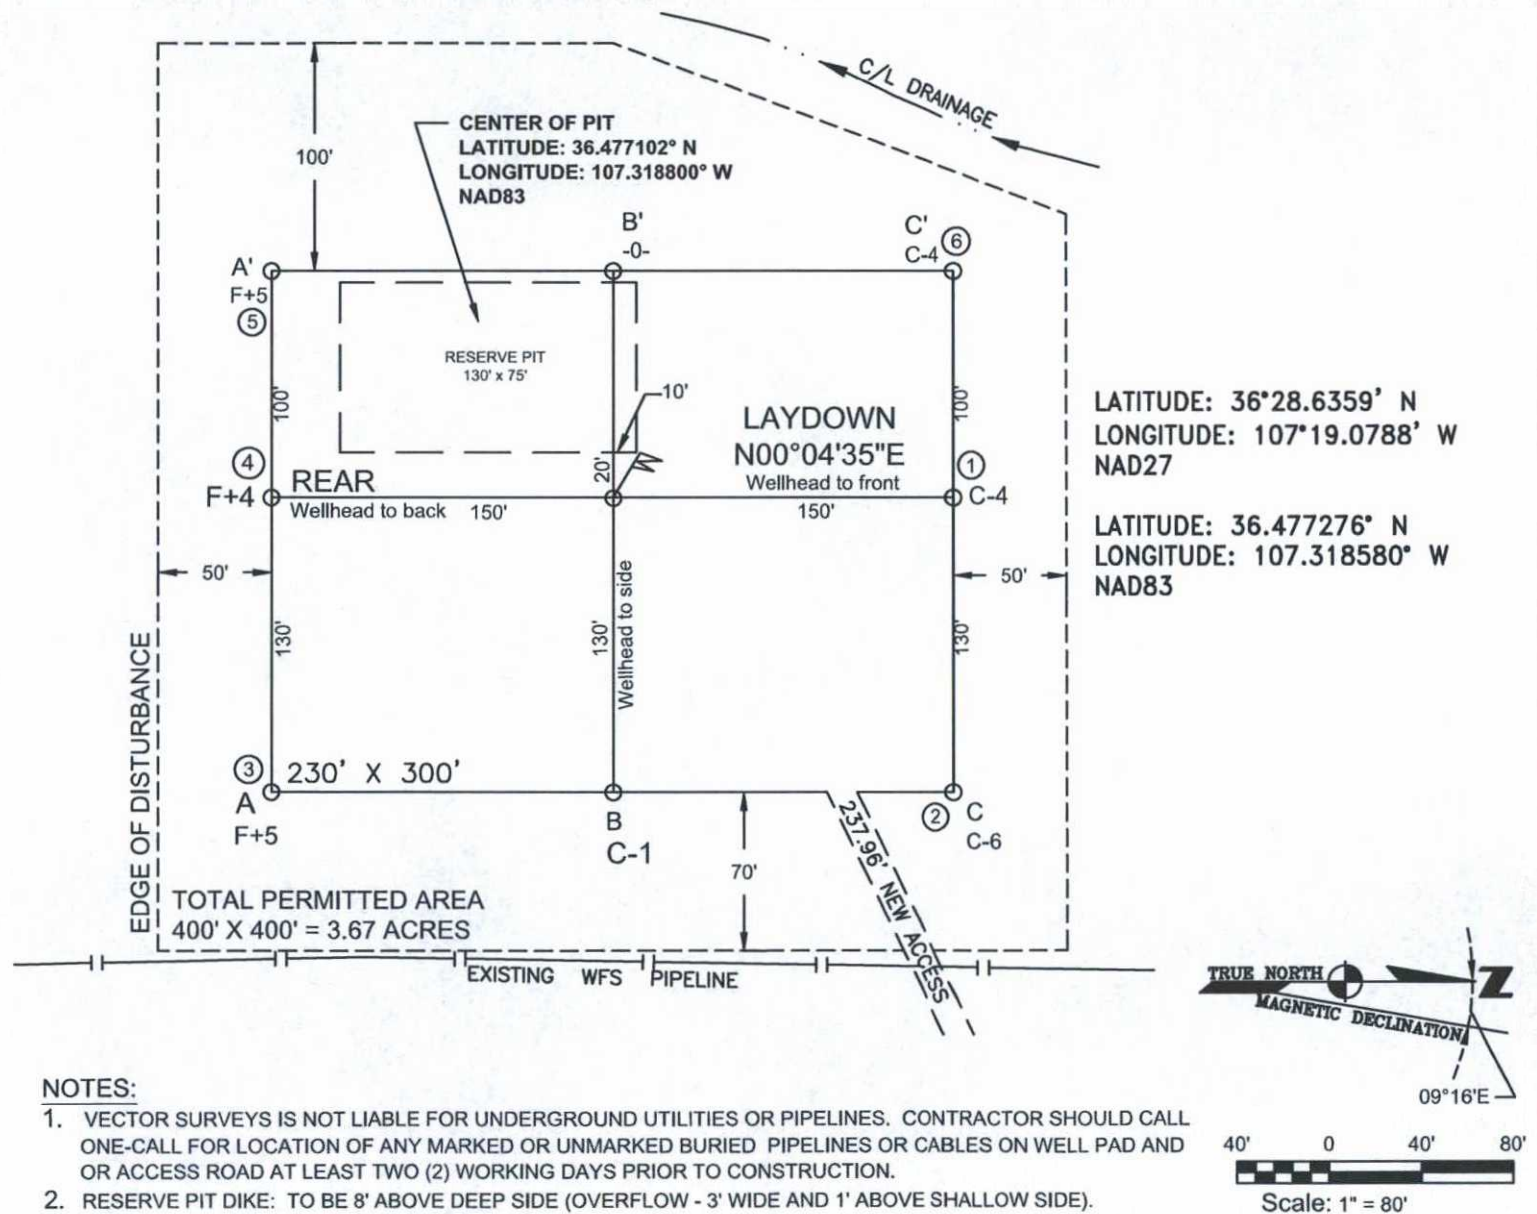 C/L DRAINAGE
CENTER OF PIT
LATITUDE: 36.477102° N
LONGITUDE: 107.318800° W
NAD83
100'
B'
-0-
C'
C-4
6
A'
F+5
5
RESERVE PIT
130' x 75'
10'
100'
100'
LAYDOWN
N00°04'35"E
Wellhead to front
150'
20'
4
F+4
REAR
Wellhead to back 150'
1
C-4
LATITUDE: 36°28.6359' N
LONGITUDE: 107°19.0788' W
NAD27
LATITUDE: 36.477276° N
LONGITUDE: 107.318580° W
NAD83
50'
50'
130'
130'
Wellhead to side
130'
EDGE OF DISTURBANCE
3
230' X 300'
A
F+5
B
C-1
2
C
C-6
70'
237.96' NEW ACCESS
TOTAL PERMITTED AREA
400' X 400' = 3.67 ACRES
EXISTING WFS PIPELINE
TRUE NORTH
N
MAGNETIC DECLINATION
09°16'E
NOTES:
1. VECTOR SURVEYS IS NOT LIABLE FOR UNDERGROUND UTILITIES OR PIPELINES. CONTRACTOR SHOULD CALL
ONE-CALL FOR LOCATION OF ANY MARKED OR UNMARKED BURIED PIPELINES OR CABLES ON WELL PAD AND
OR ACCESS ROAD AT LEAST TWO (2) WORKING DAYS PRIOR TO CONSTRUCTION.
2. RESERVE PIT DIKE: TO BE 8' ABOVE DEEP SIDE (OVERFLOW - 3' WIDE AND 1' ABOVE SHALLOW SIDE).
40' 0 40' 80'
Scale: 1" = 80'